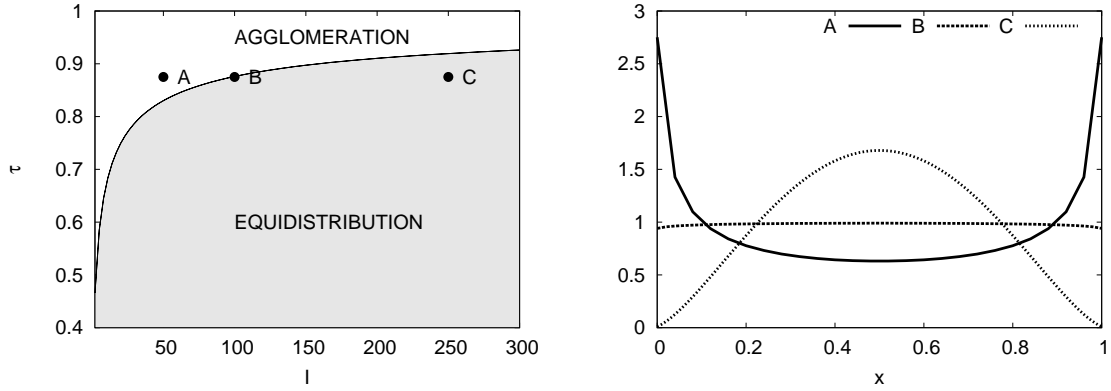 1
0.9
0.8
0.7
0.6
0.5
0.4
τ
AGGLOMERATION
A
B
C
EQUIDISTRIBUTION
50 100 150 200 250 300
l
3
2.5
2
1.5
1
0.5
0
A B C
0 0.2 0.4 0.6 0.8 1
x